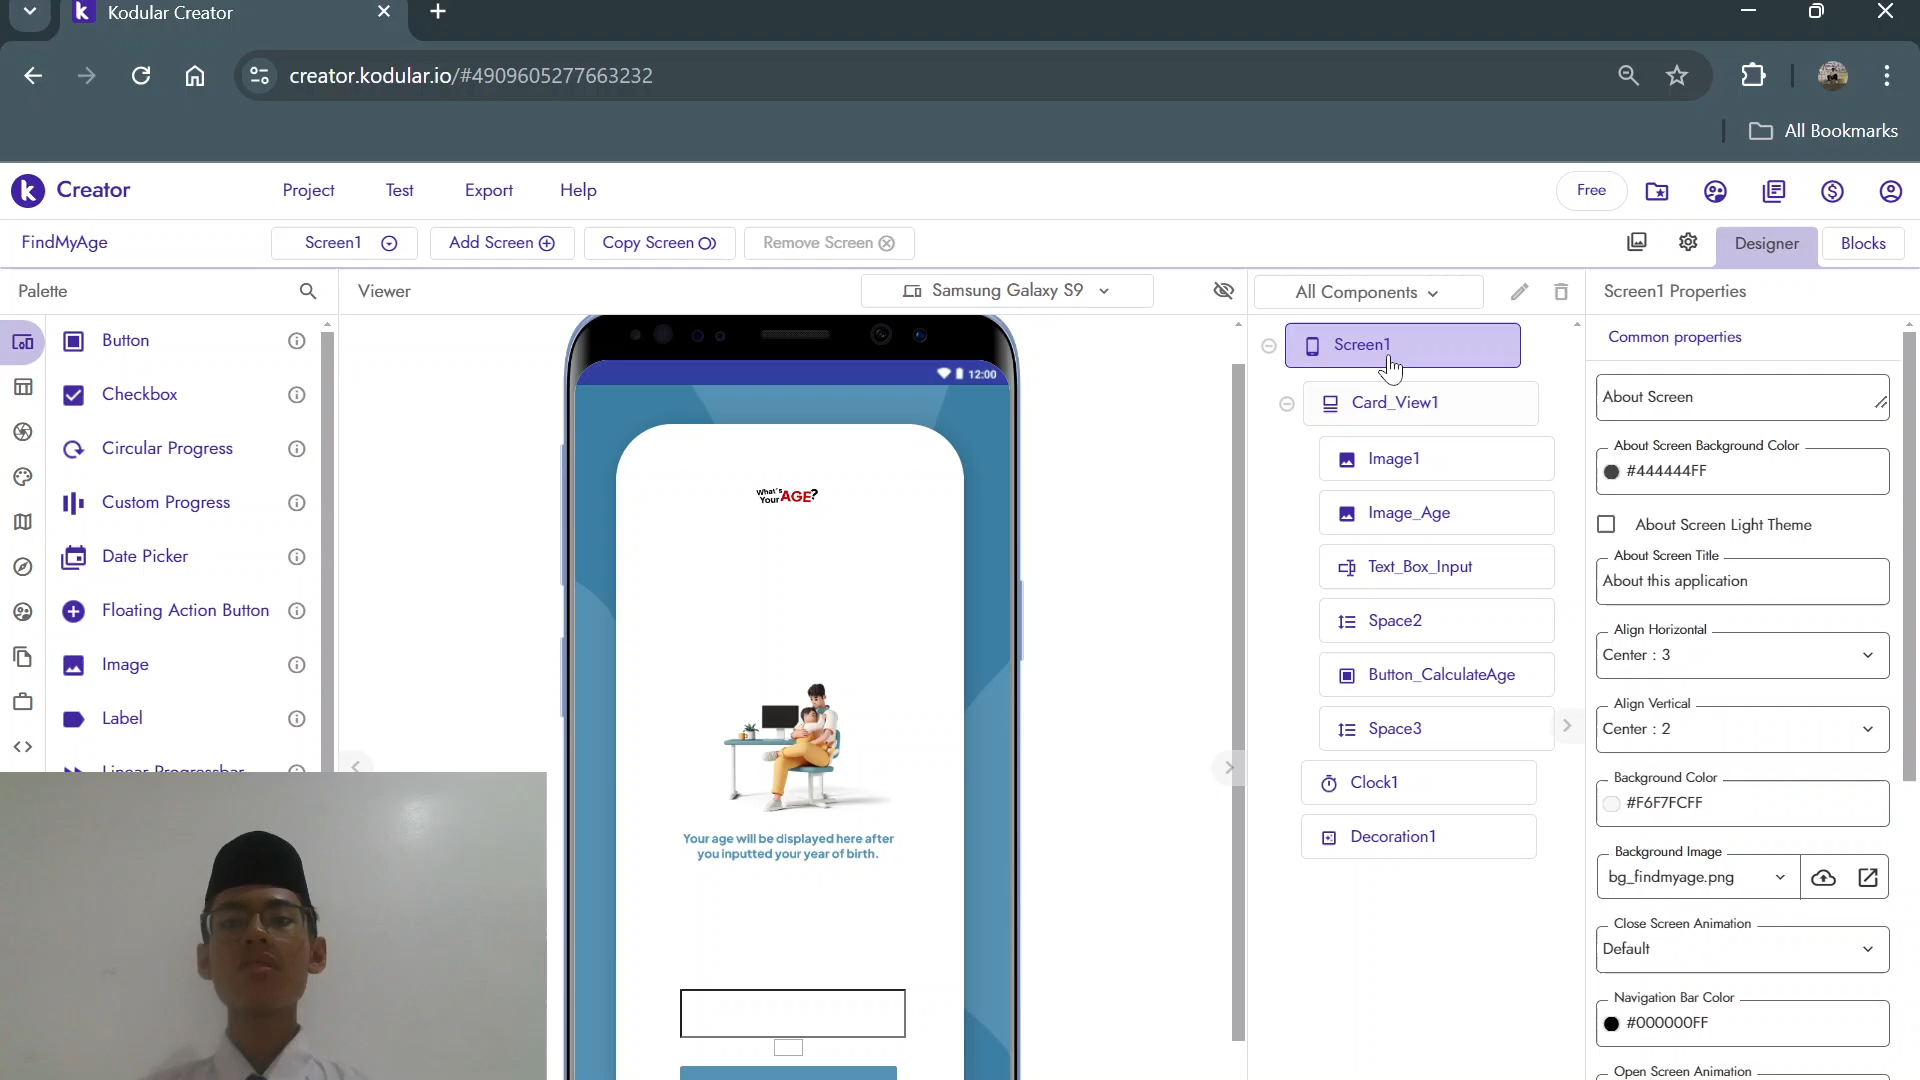 Kodular Creator
creator.kodular.io/#4909605277663232
All Bookmarks
Creator
Project
Test
Export
Help
Free
FindMyAge
Screen1
Add Screen
Copy Screen
Remove Screen
Designer
Blocks
Palette
Viewer
Samsung Galaxy S9
All Components
Screen1 Properties
Button
Checkbox
Circular Progress
Custom Progress
Date Picker
Floating Action Button
Image
Label
Linear Progressbar
12:00
What's
Your AGE?
Your age will be displayed here after
you inputted your year of birth.
Screen1
Card_View1
Image1
Image_Age
Text_Box_Input
Space2
Button_CalculateAge
Space3
Clock1
Decoration1
Common properties
About Screen
About Screen Background Color
#444444FF
About Screen Light Theme
About Screen Title
About this application
Align Horizontal
Center : 3
Align Vertical
Center : 2
Background Color
#F6F7FCFF
Background Image
bg_findmyage.png
Close Screen Animation
Default
Navigation Bar Color
#000000FF
Open Screen Animation